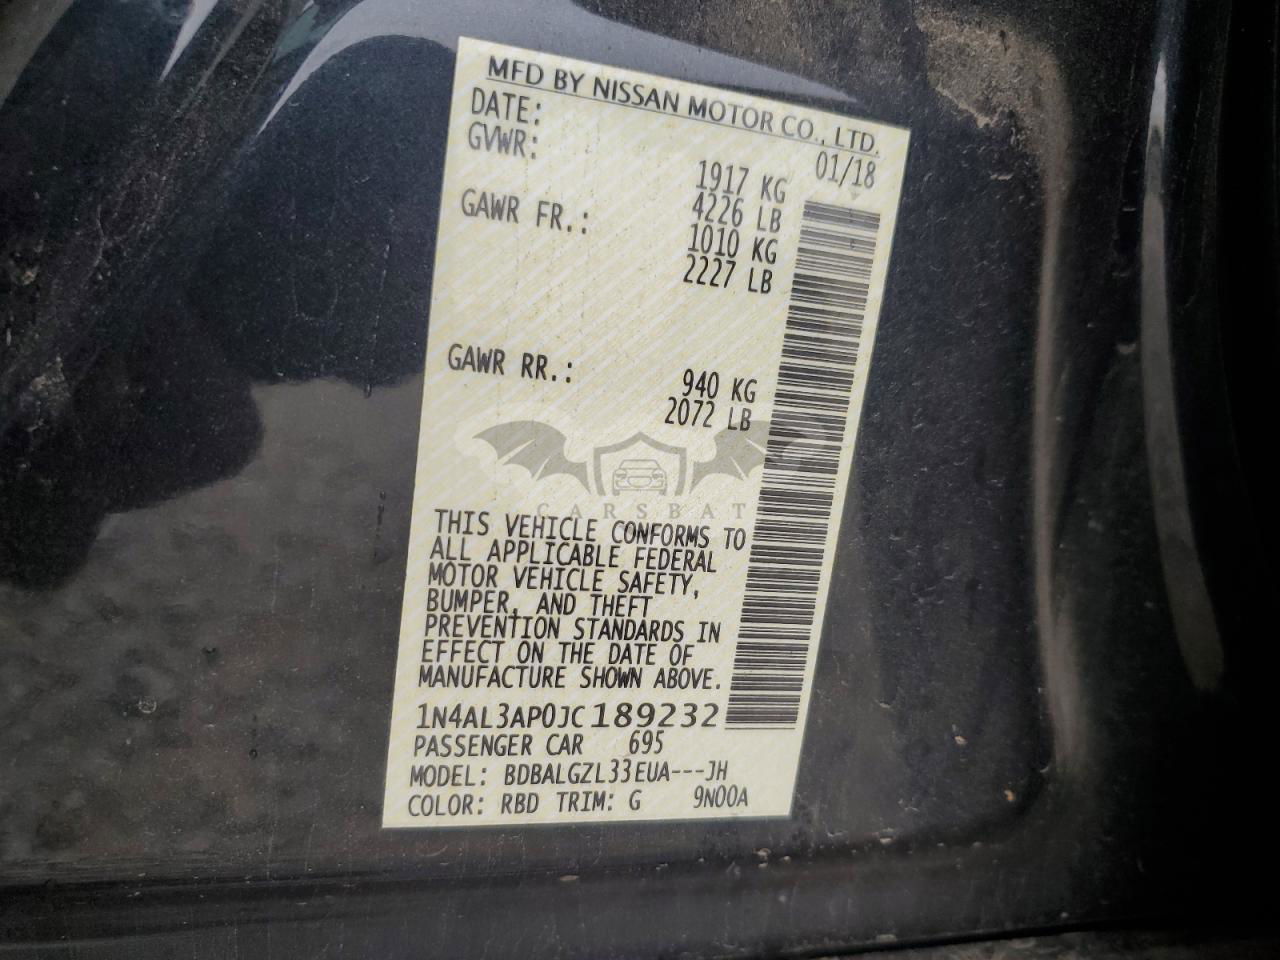 MFD BY NISSAN MOTOR CO., LTD.
DATE: 01/18
GVWR: 1917 KG
4226 LB
GAWR FR.: 1010 KG
2227 LB
GAWR RR.: 940 KG
2072 LB
CARSBAT
THIS VEHICLE CONFORMS TO
ALL APPLICABLE FEDERAL
MOTOR VEHICLE SAFETY,
BUMPER, AND THEFT
PREVENTION STANDARDS IN
EFFECT ON THE DATE OF
MANUFACTURE SHOWN ABOVE.
1N4AL3AP0JC189232
PASSENGER CAR 695
MODEL: BDBALGZL33EUA---JH
COLOR: RBD TRIM: G 9N00A